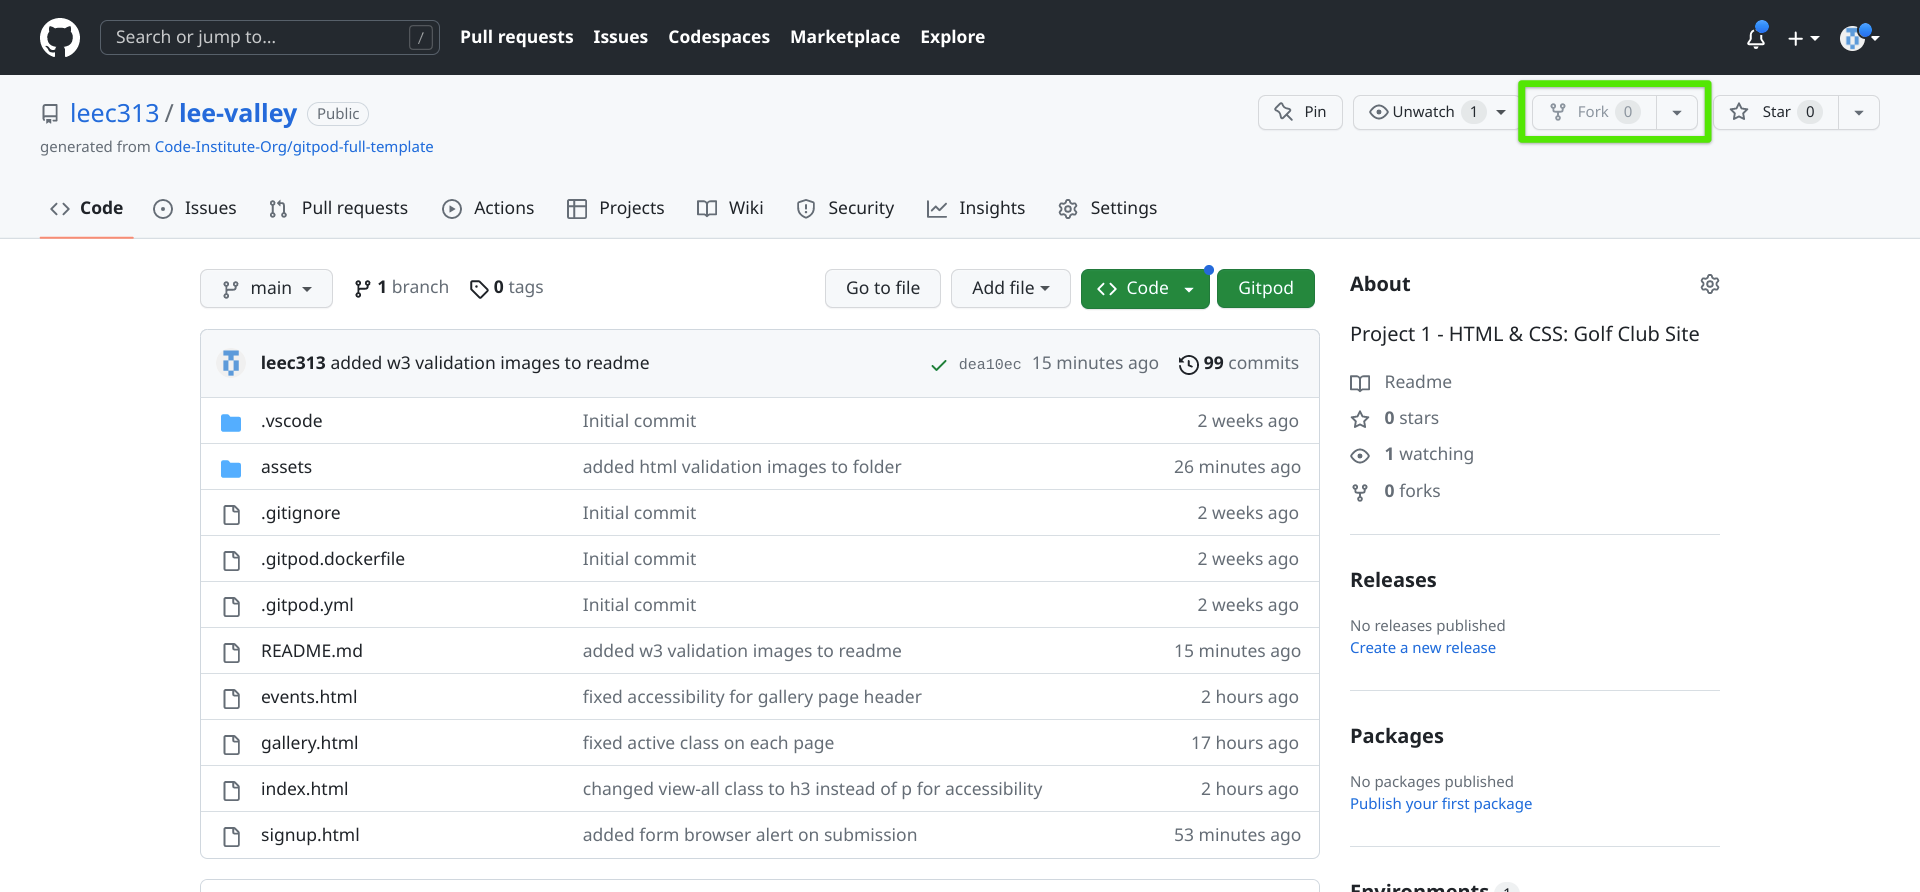 Search or jump to... /
Pull requests Issues Codespaces Marketplace Explore
leec313 / lee-valley Public
generated from Code-Institute-Org/gitpod-full-template
Pin Unwatch 1 Fork 0 Star 0
Code Issues Pull requests Actions Projects Wiki Security Insights Settings
main 1 branch 0 tags Go to file Add file Code Gitpod
leec313 added w3 validation images to readme dea10ec 15 minutes ago 99 commits
.vscode Initial commit 2 weeks ago
assets added html validation images to folder 26 minutes ago
.gitignore Initial commit 2 weeks ago
.gitpod.dockerfile Initial commit 2 weeks ago
.gitpod.yml Initial commit 2 weeks ago
README.md added w3 validation images to readme 15 minutes ago
events.html fixed accessibility for gallery page header 2 hours ago
gallery.html fixed active class on each page 17 hours ago
index.html changed view-all class to h3 instead of p for accessibility 2 hours ago
signup.html added form browser alert on submission 53 minutes ago
About
Project 1 - HTML & CSS: Golf Club Site
Readme
0 stars
1 watching
0 forks
Releases
No releases published
Create a new release
Packages
No packages published
Publish your first package
Environments 1